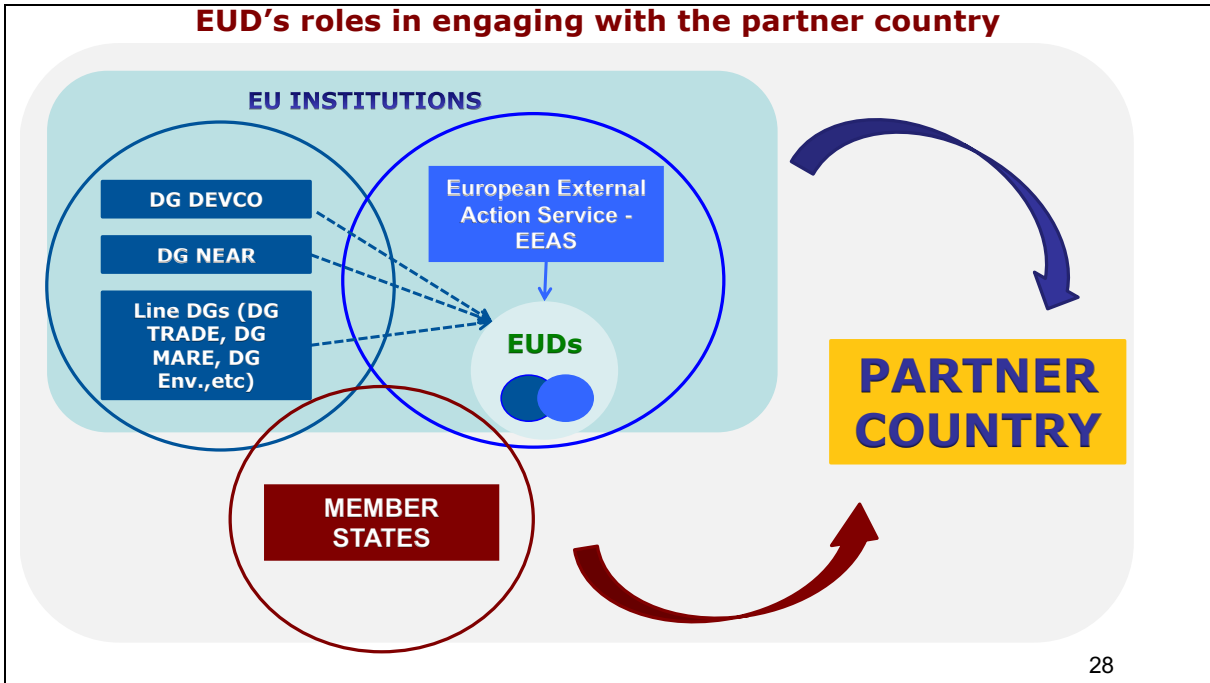 EUD’s roles in engaging with the partner country
EU INSTITUTIONS
DG DEVCO
DG NEAR
Line DGs (DG
TRADE, DG
MARE, DG
Env.,etc)
European External
Action Service -
EEAS
EUDs
MEMBER
STATES
PARTNER
COUNTRY
28